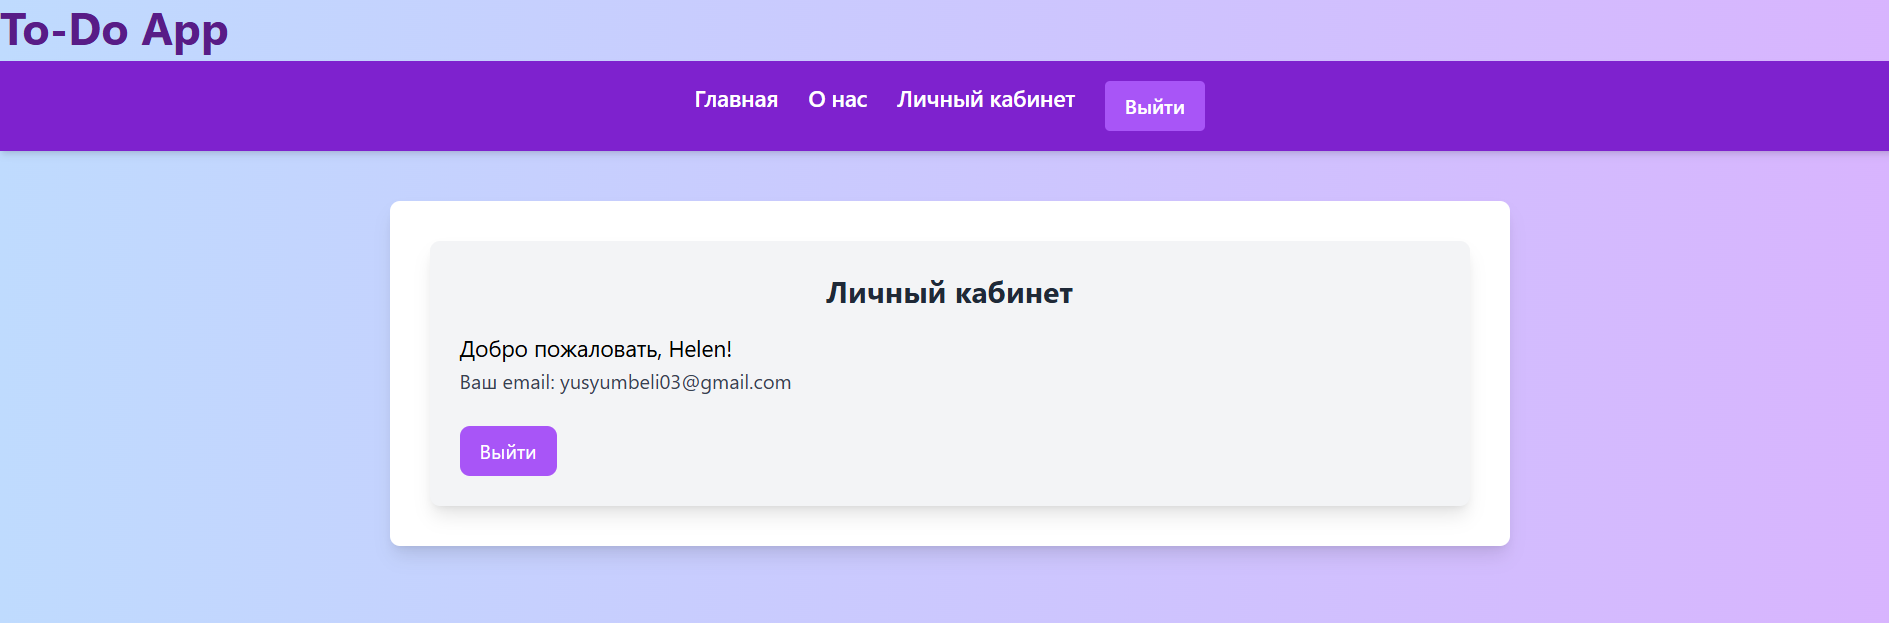 To-Do App
Главная О нас Личный кабинет Выйти
Личный кабинет
Добро пожаловать, Helen!
Ваш email: yusyumbeli03@gmail.com
Выйти